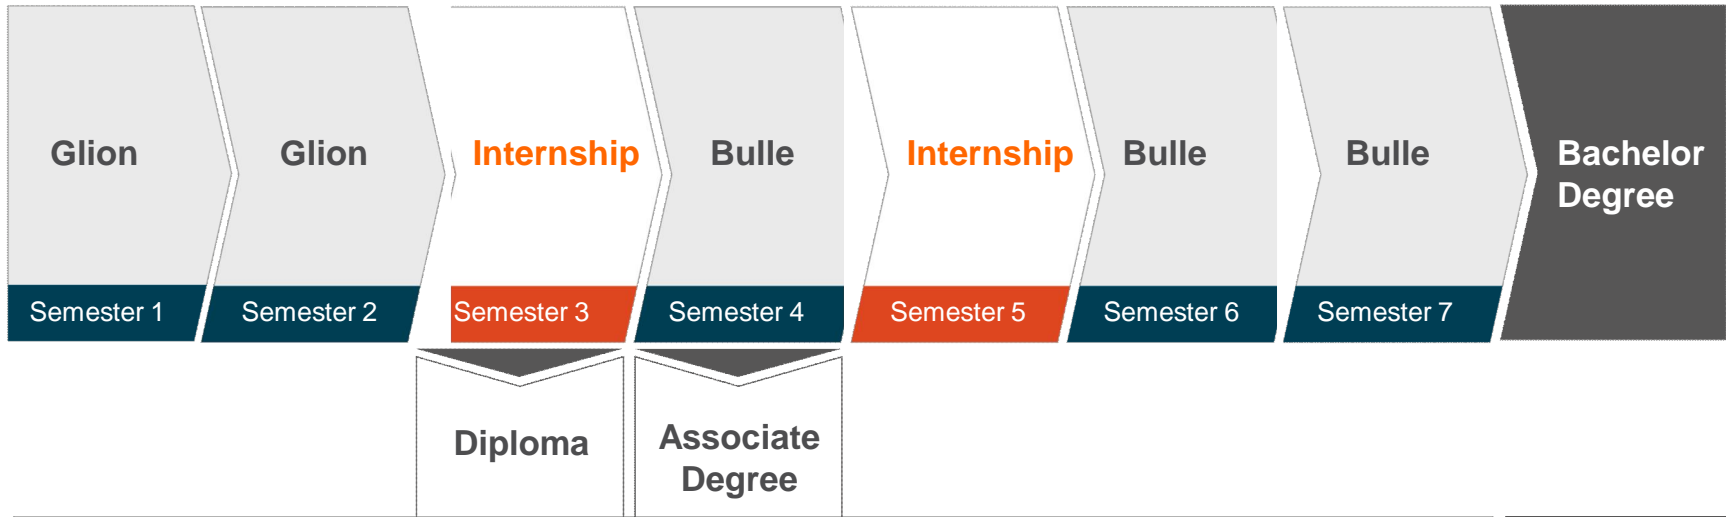 Glion
Glion
Internship
Bulle
Internship
Bulle
Bulle
Bachelor
Degree
Semester 1
Semester 2
Semester 3
Semester 4
Semester 5
Semester 6
Semester 7
Diploma
Associate
Degree